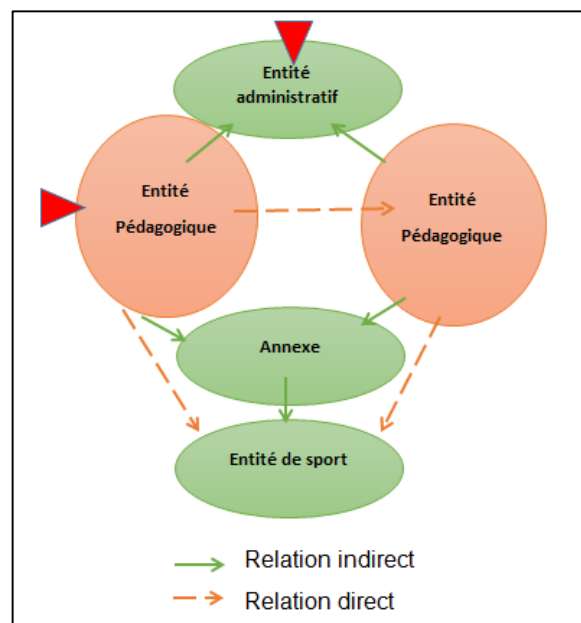 Entité
administratif
Entité
Pédagogique
Entité
Pédagogique
Annexe
Entité de sport
Relation indirect
Relation direct